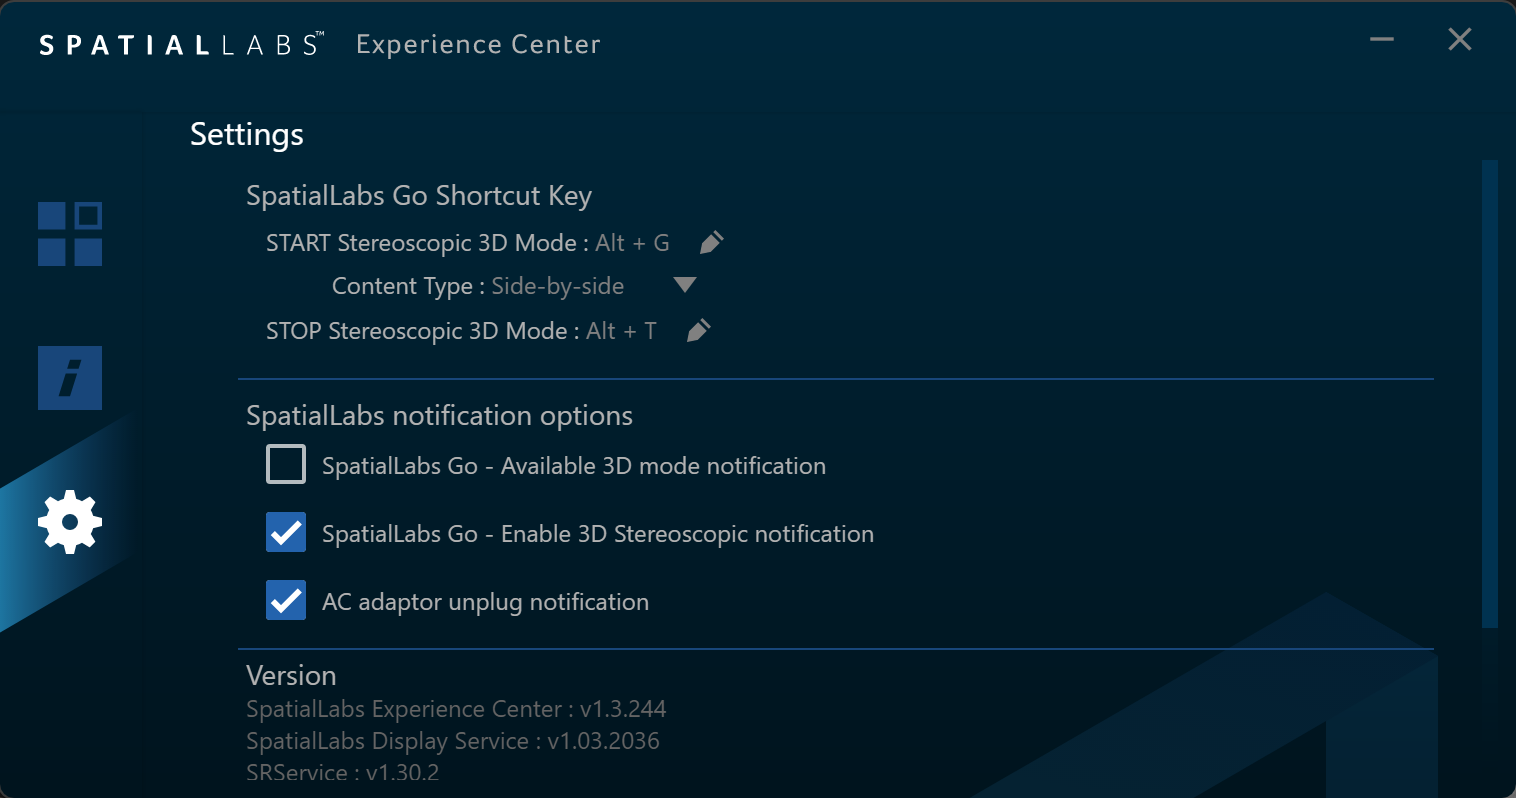 SPATIALLABS™ Experience Center
Settings
SpatialLabs Go Shortcut Key
START Stereoscopic 3D Mode : Alt + G
Content Type : Side-by-side
STOP Stereoscopic 3D Mode : Alt + T
SpatialLabs notification options
SpatialLabs Go - Available 3D mode notification
SpatialLabs Go - Enable 3D Stereoscopic notification
AC adaptor unplug notification
Version
SpatialLabs Experience Center : v1.3.244
SpatialLabs Display Service : v1.03.2036
SRService : v1.30.2